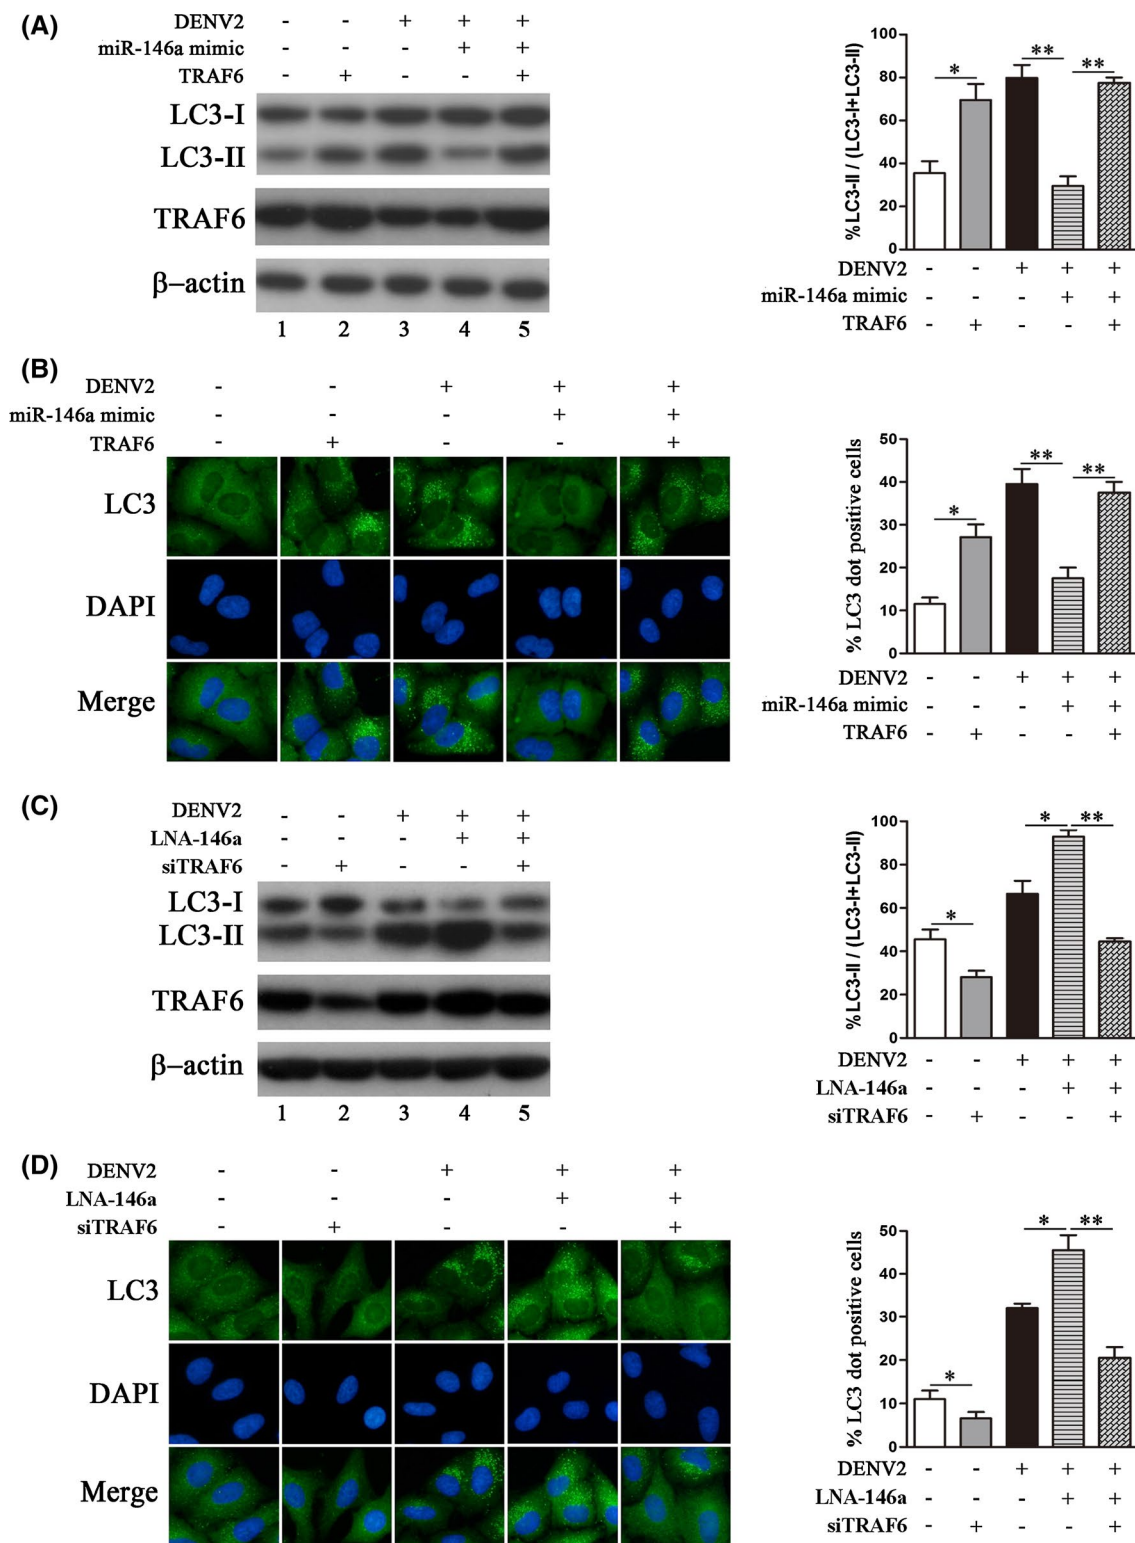 (A)
DENV2 - - + + +
miR-146a mimic - - - + +
TRAF6 - + - - +
LC3-I
LC3-II
TRAF6
β–actin
1 2 3 4 5
%LC3-II / (LC3-I+LC3-II)
100
80
60
40
20
0
* ** **
DENV2 - - + + +
miR-146a mimic - - - + +
TRAF6 - + - - +
(B)
DENV2 - - + + +
miR-146a mimic - - - + +
TRAF6 - + - - +
LC3
DAPI
Merge
% LC3 dot positive cells
50
40
30
20
10
0
* ** **
DENV2 - - + + +
miR-146a mimic - - - + +
TRAF6 - + - - +
(C)
DENV2 - - + + +
LNA-146a - - - + +
siTRAF6 - + - - +
LC3-I
LC3-II
TRAF6
β–actin
1 2 3 4 5
%LC3-II / (LC3-I+LC3-II)
100
80
60
40
20
0
* * **
DENV2 - - + + +
LNA-146a - - - + +
siTRAF6 - + - - +
(D)
DENV2 - - + + +
LNA-146a - - - + +
siTRAF6 - + - - +
LC3
DAPI
Merge
% LC3 dot positive cells
50
40
30
20
10
0
* * **
DENV2 - - + + +
LNA-146a - - - + +
siTRAF6 - + - - +